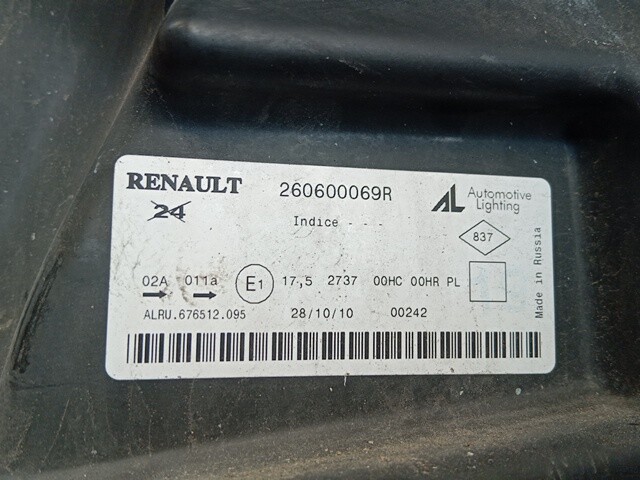 RENAULT 260600069R AL Automotive Lighting
24
Indice - - -
837
02A 011a E1 17,5 2737 00HC 00HR PL
ALRU.676512.095 28/10/10 00242
Made in Russia